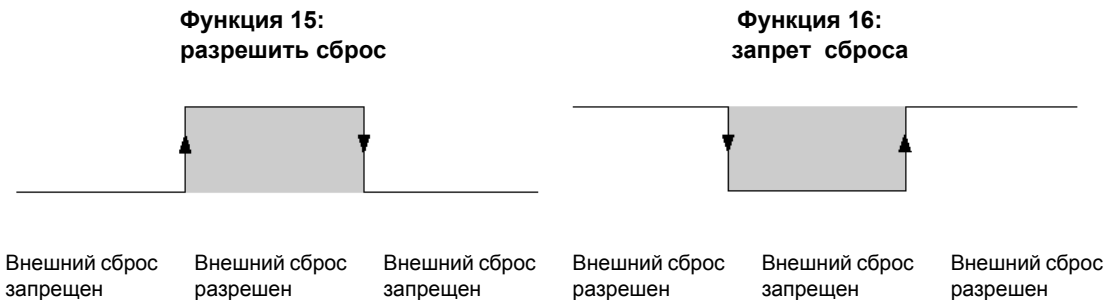 Функция 15:
разрешить сброс
Функция 16:
запрет сброса
Внешний сброс
запрещен
Внешний сброс
разрешен
Внешний сброс
запрещен
Внешний сброс
разрешен
Внешний сброс
запрещен
Внешний сброс
разрешен